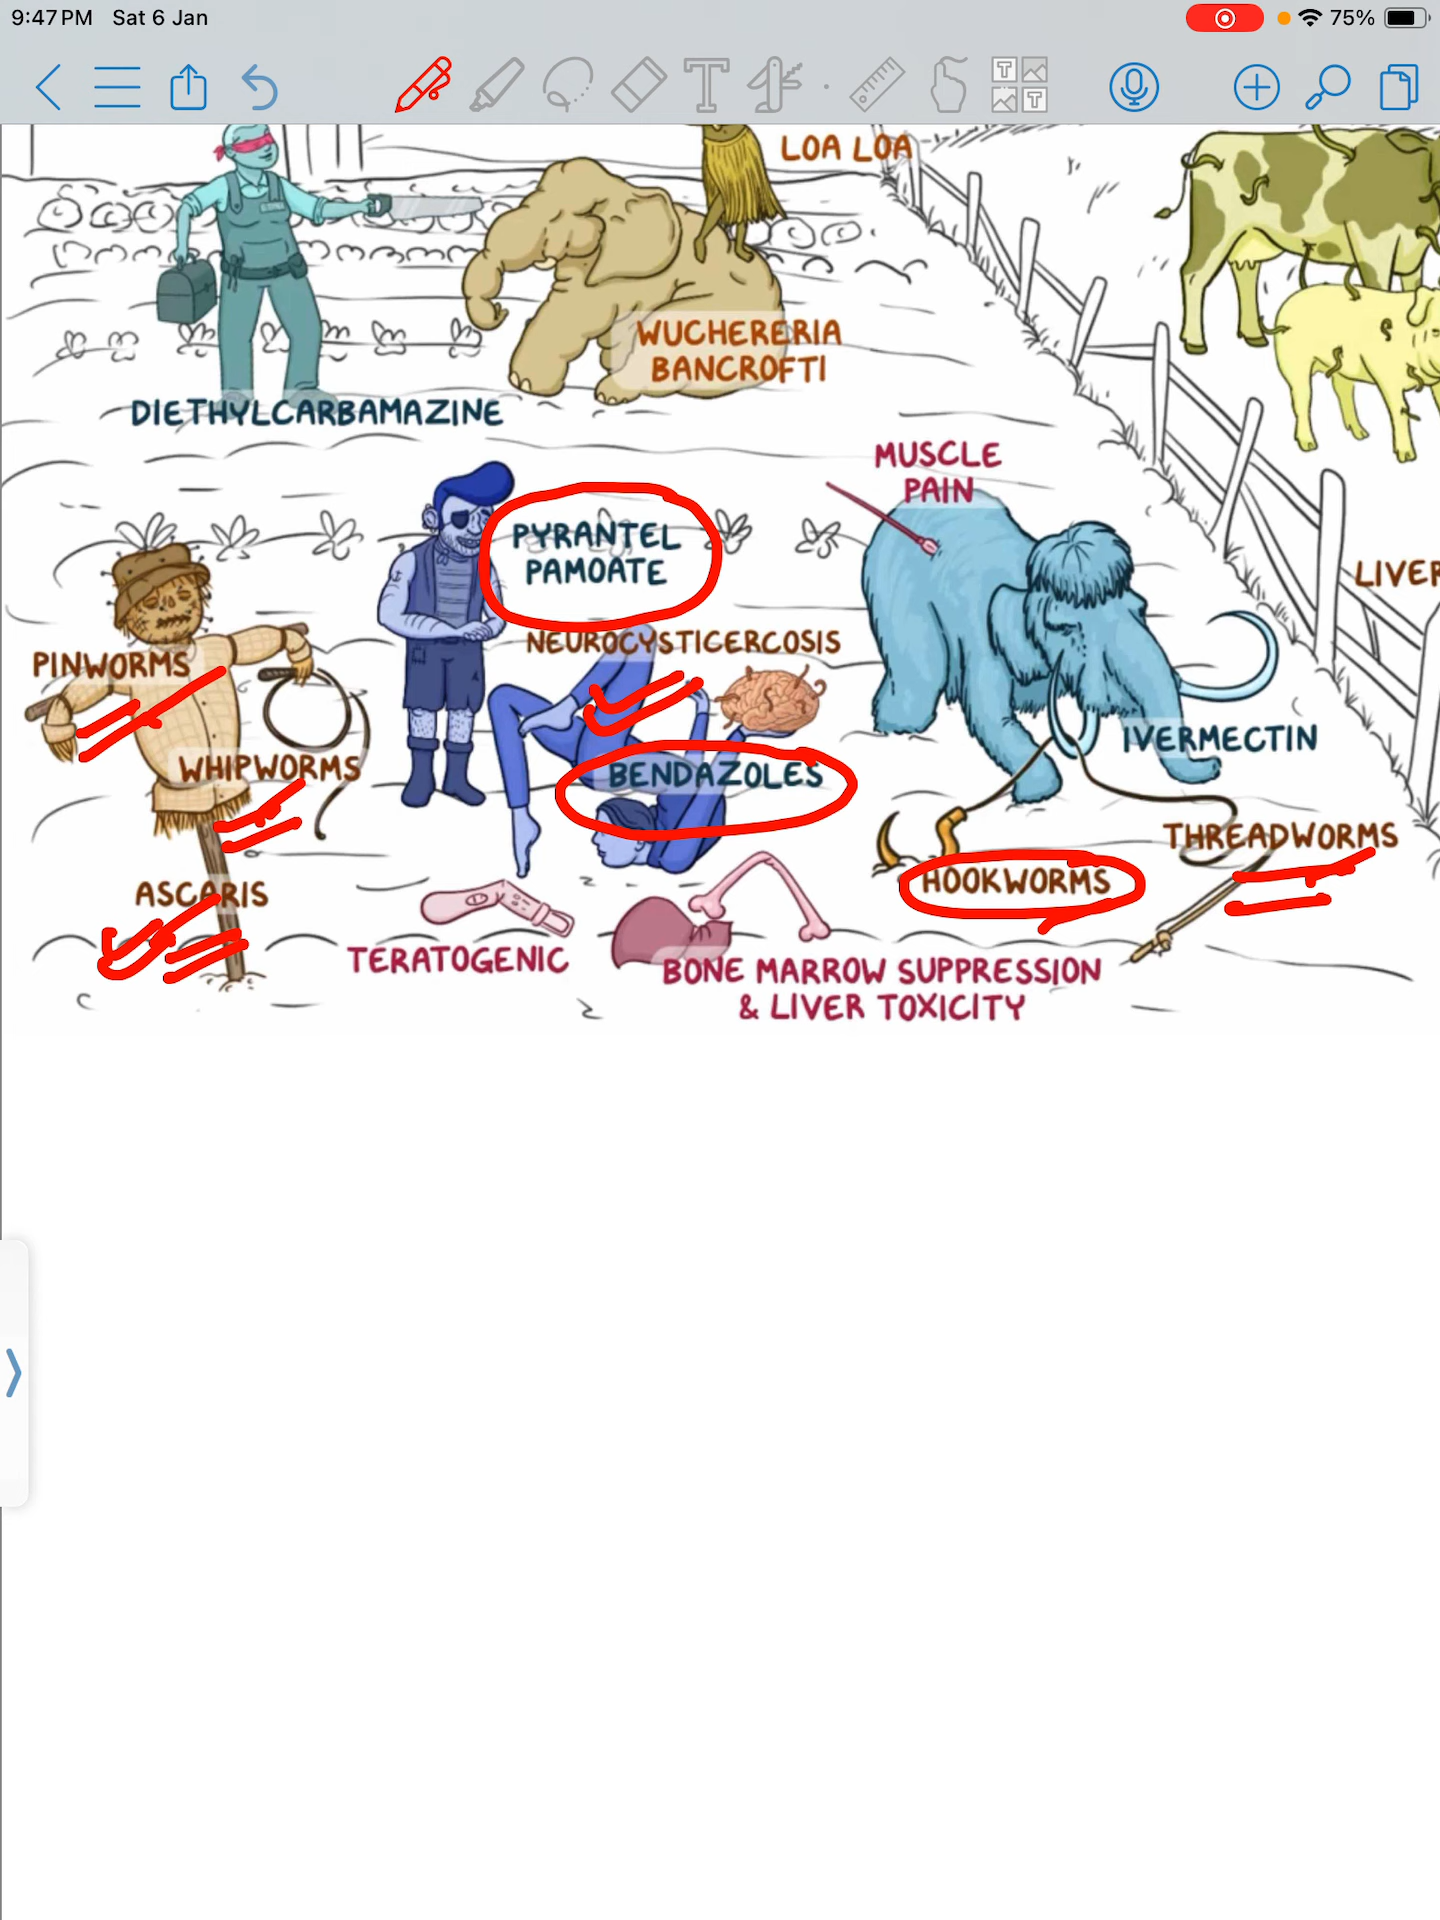 9:47 PM Sat 6 Jan
75%
LOA LOA
WUCHERERIA
BANCROFTI
DIETHYLCARBAMAZINE
MUSCLE
PAIN
PYRANTEL
PAMOATE
LIVER
NEUROCYSTICERCOSIS
PINWORMS
IVERMECTIN
WHIPWORMS
BENDAZOLES
THREADWORMS
HOOKWORMS
ASCARIS
TERATOGENIC
BONE MARROW SUPPRESSION
& LIVER TOXICITY